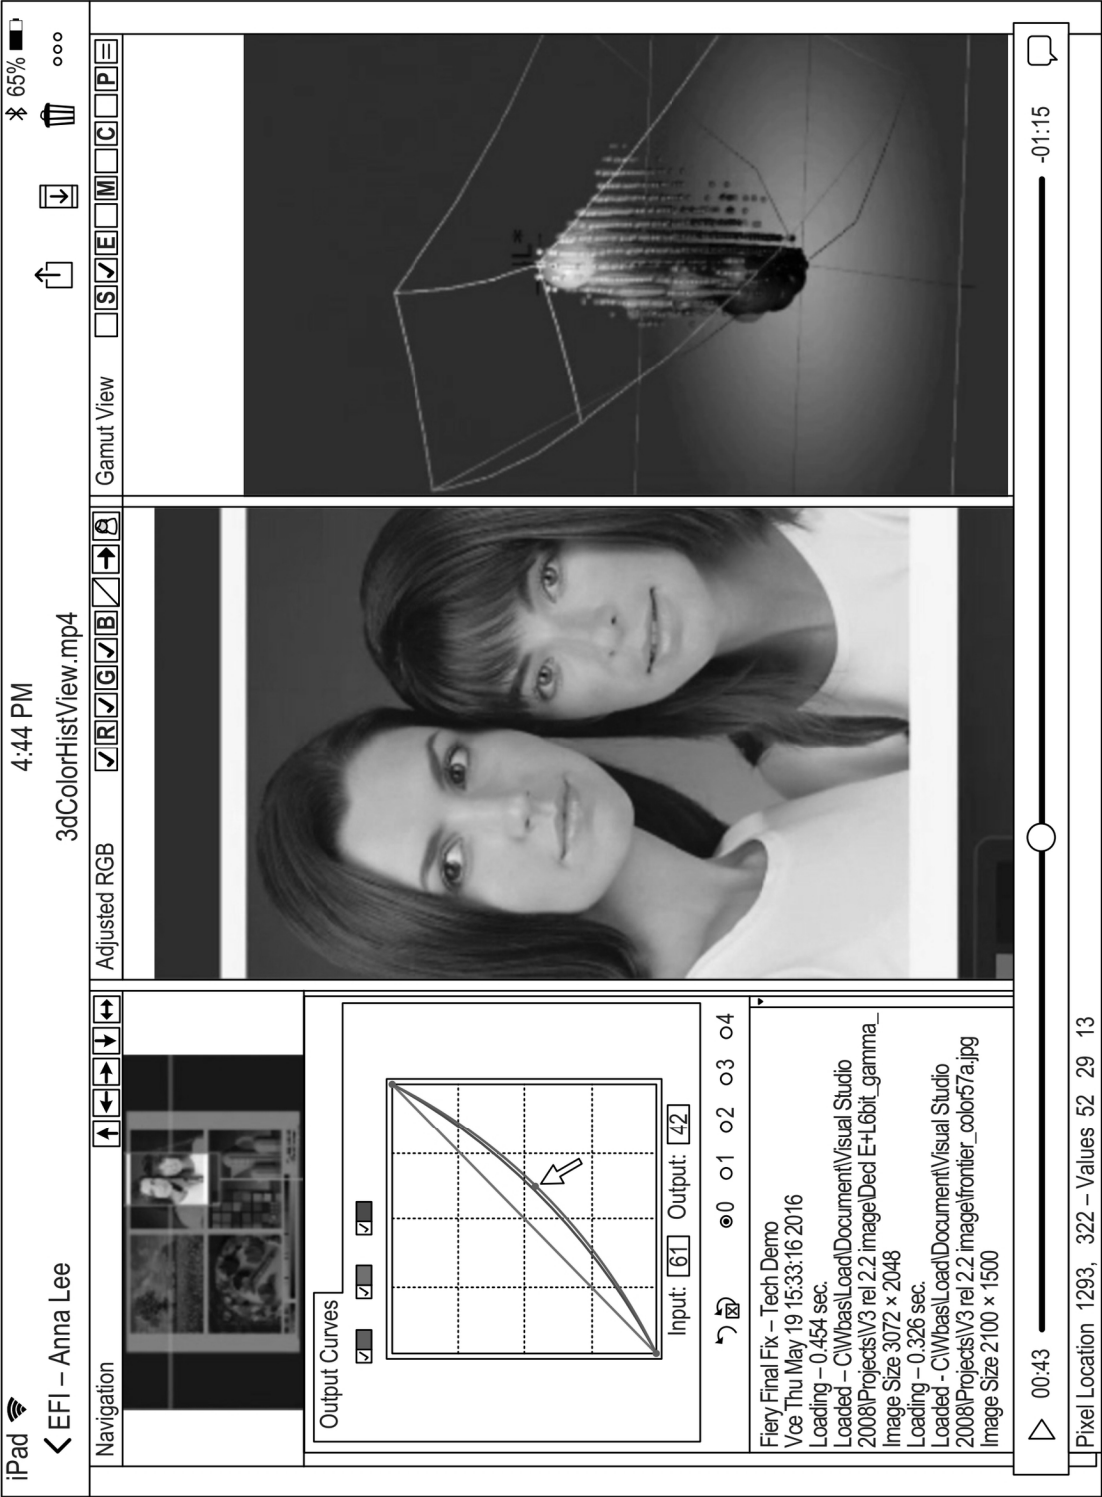 iPad 4:44 PM 65%
EFI – Anna Lee 3dColorHistView.mp4
Navigation
Adjusted RGB R G B
Gamut View S E M C P
Output Curves
Input: 61 Output: 42
0 1 2 3 4
Fiery Final Fix – Tech Demo
Vce Thu May 19 15:33:16 2016
Loading – 0.454 sec.
Loaded – C\Wbas\Load\Document\Visual Studio
2008\Projects\V3 rel 2.2 image\Ded E+L6bit_gamma_
Image Size 3072 × 2048
Loading – 0.326 sec.
Loaded - C\Wbas\Load\Document\Visual Studio
2008\Projects\V3 rel 2.2 image\frontier_color57a.jpg
Image Size 2100 × 1500
00:43 -01:15
Pixel Location 1293, 322 – Values 52 29 13